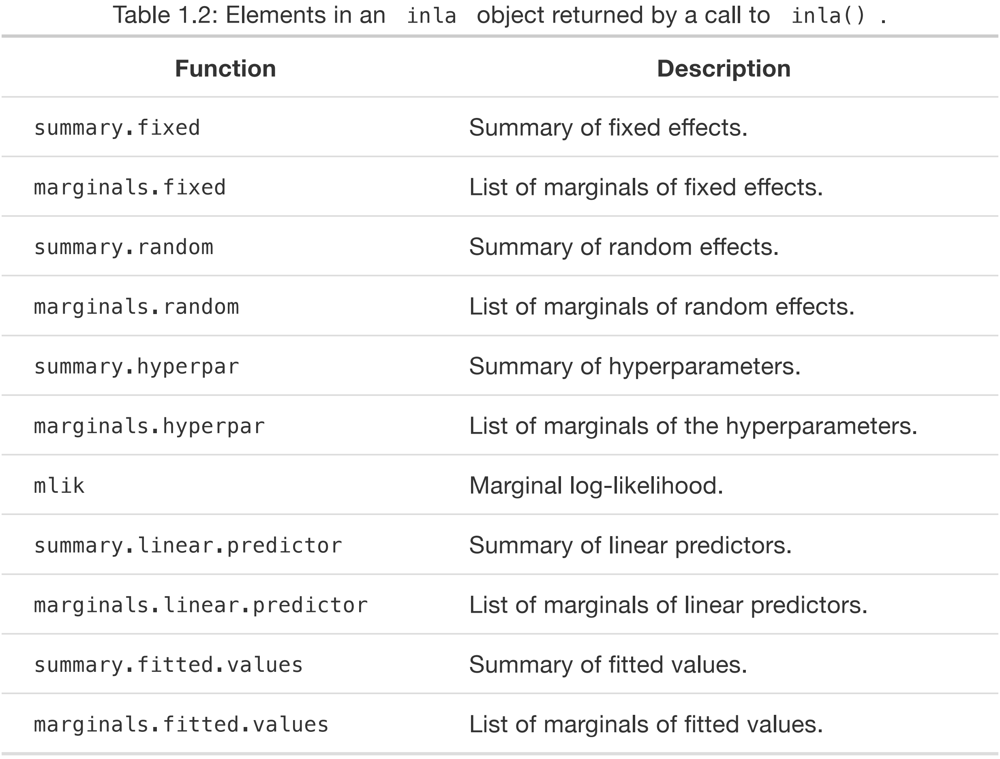 Table 1.2: Elements in an inla object returned by a call to inla() .
Function Description
summary.fixed Summary of fixed effects.
marginals.fixed List of marginals of fixed effects.
summary.random Summary of random effects.
marginals.random List of marginals of random effects.
summary.hyperpar Summary of hyperparameters.
marginals.hyperpar List of marginals of the hyperparameters.
mlik Marginal log-likelihood.
summary.linear.predictor Summary of linear predictors.
marginals.linear.predictor List of marginals of linear predictors.
summary.fitted.values Summary of fitted values.
marginals.fitted.values List of marginals of fitted values.